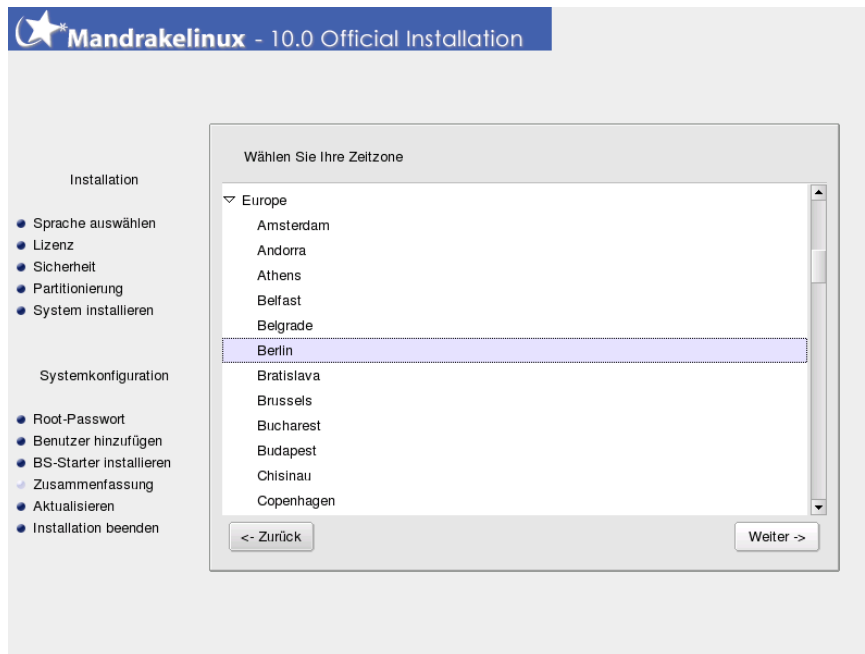 Mandrakelinux - 10.0 Official Installation
Installation
Sprache auswählen
Lizenz
Sicherheit
Partitionierung
System installieren
Systemkonfiguration
Root-Passwort
Benutzer hinzufügen
BS-Starter installieren
Zusammenfassung
Aktualisieren
Installation beenden
Wählen Sie Ihre Zeitzone
Europe
Amsterdam
Andorra
Athens
Belfast
Belgrade
Berlin
Bratislava
Brussels
Bucharest
Budapest
Chisinau
Copenhagen
<- Zurück
Weiter ->